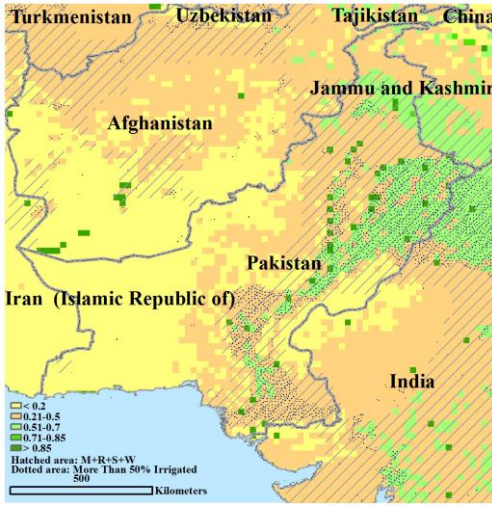 Turkmenistan Uzbekistan Tajikistan China
Jammu and Kashmir
Afghanistan
Pakistan
Iran (Islamic Republic of)
India
< 0.2
0.21-0.5
0.51-0.7
0.71-0.85
> 0.85
Hatched area: M+R+S+W
Dotted area: More Than 50% Irrigated
500
Kilometers